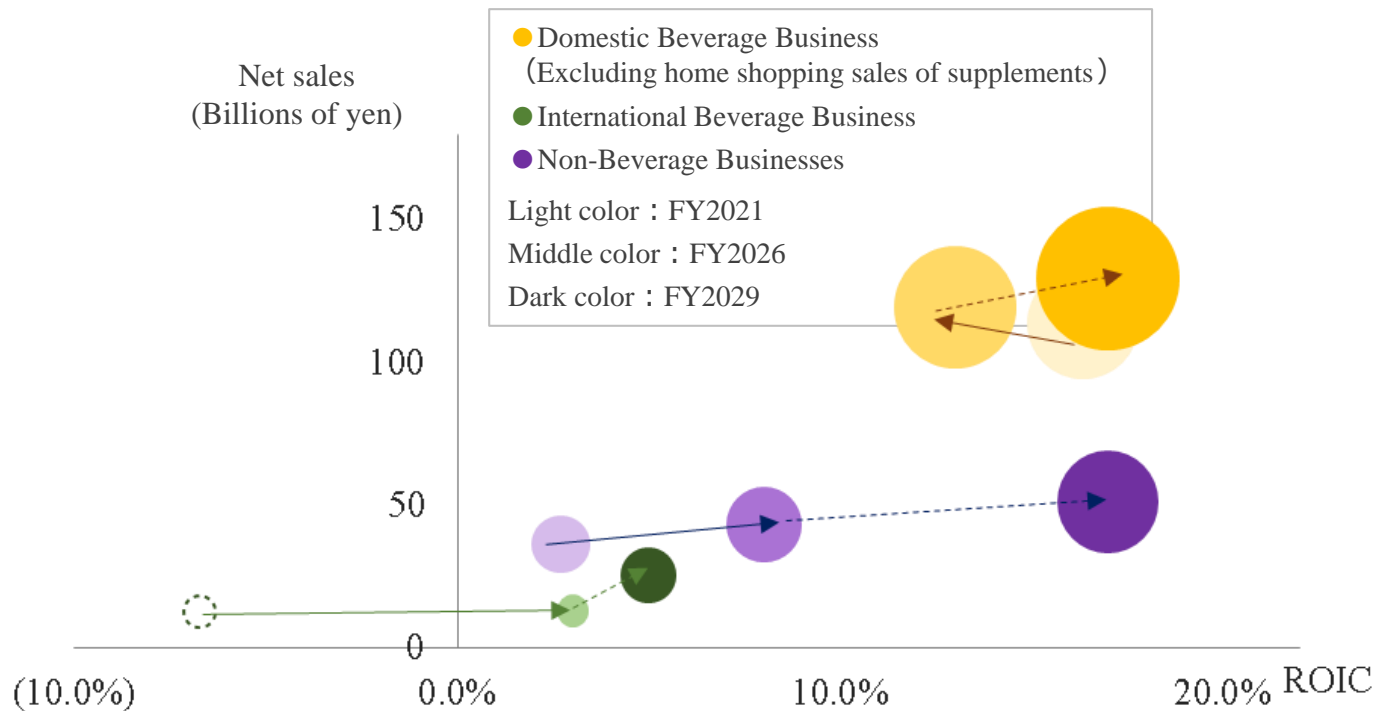 Net sales
(Billions of yen)
Domestic Beverage Business
（Excluding home shopping sales of supplements）
International Beverage Business
Non-Beverage Businesses
Light color：FY2021
Middle color：FY2026
Dark color：FY2029
150
100
50
0
(10.0%)
0.0%
10.0%
20.0%
ROIC